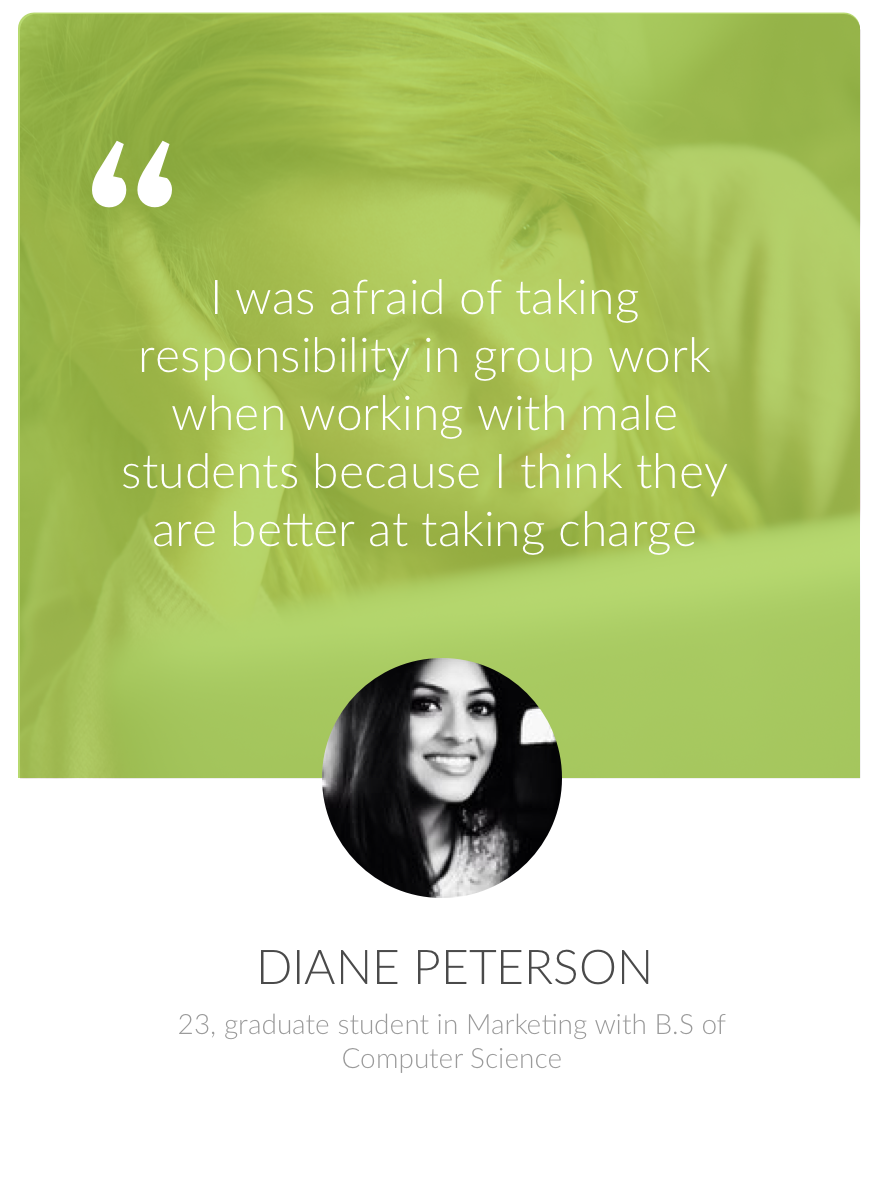 “
I was afraid of taking
responsibility in group work
when working with male
students because I think they
are better at taking charge
DIANE PETERSON
23, graduate student in Marketing with B.S of
Computer Science